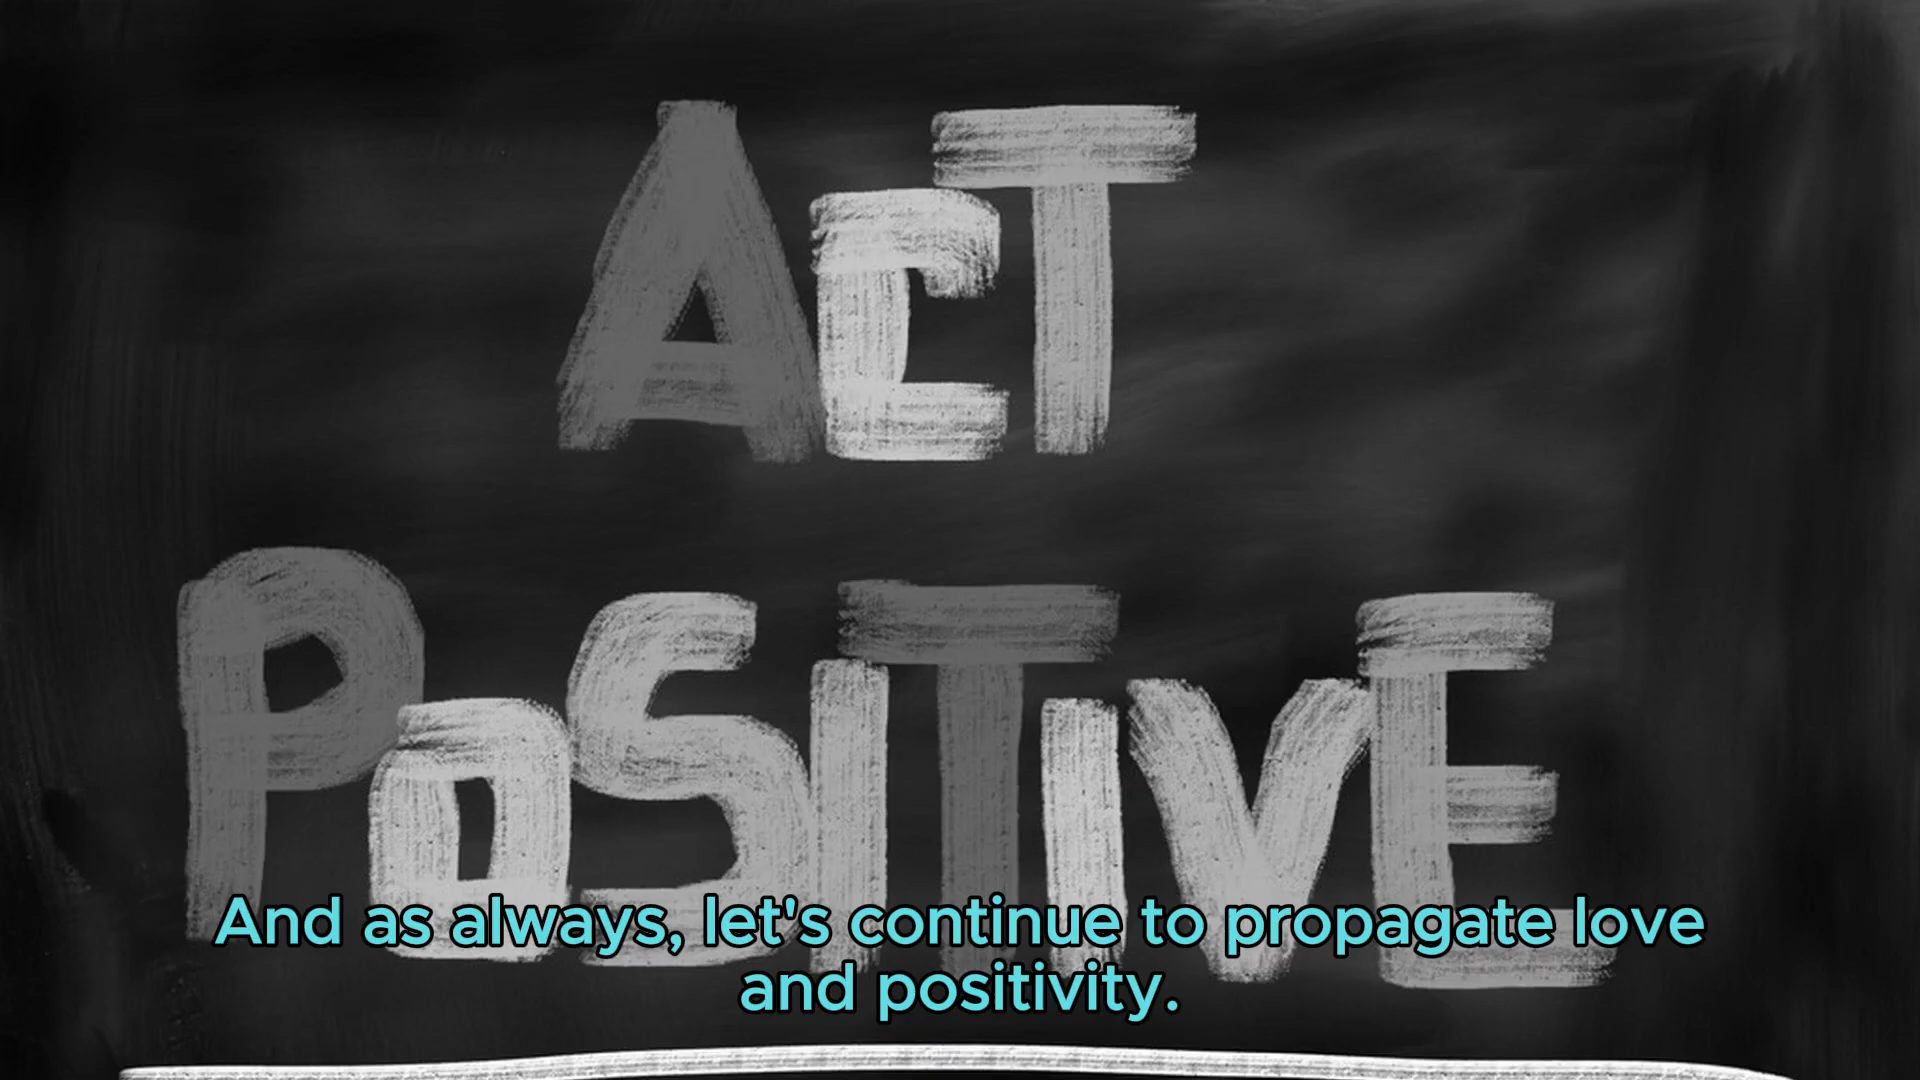 AcT
PoSiTiVE
And as always, let's continue to propagate love
and positivity.